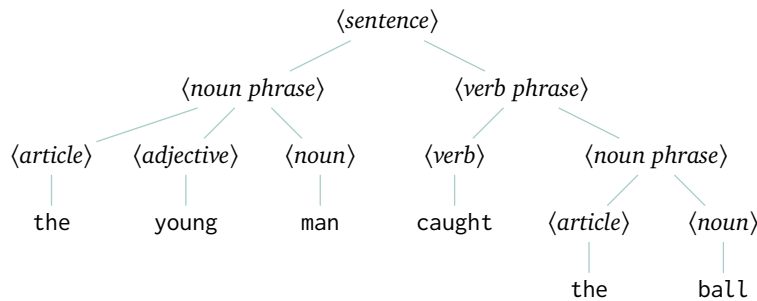 ⟨sentence⟩
⟨noun phrase⟩ ⟨verb phrase⟩
⟨article⟩ ⟨adjective⟩ ⟨noun⟩ ⟨verb⟩ ⟨noun phrase⟩
the young man caught ⟨article⟩ ⟨noun⟩
the ball